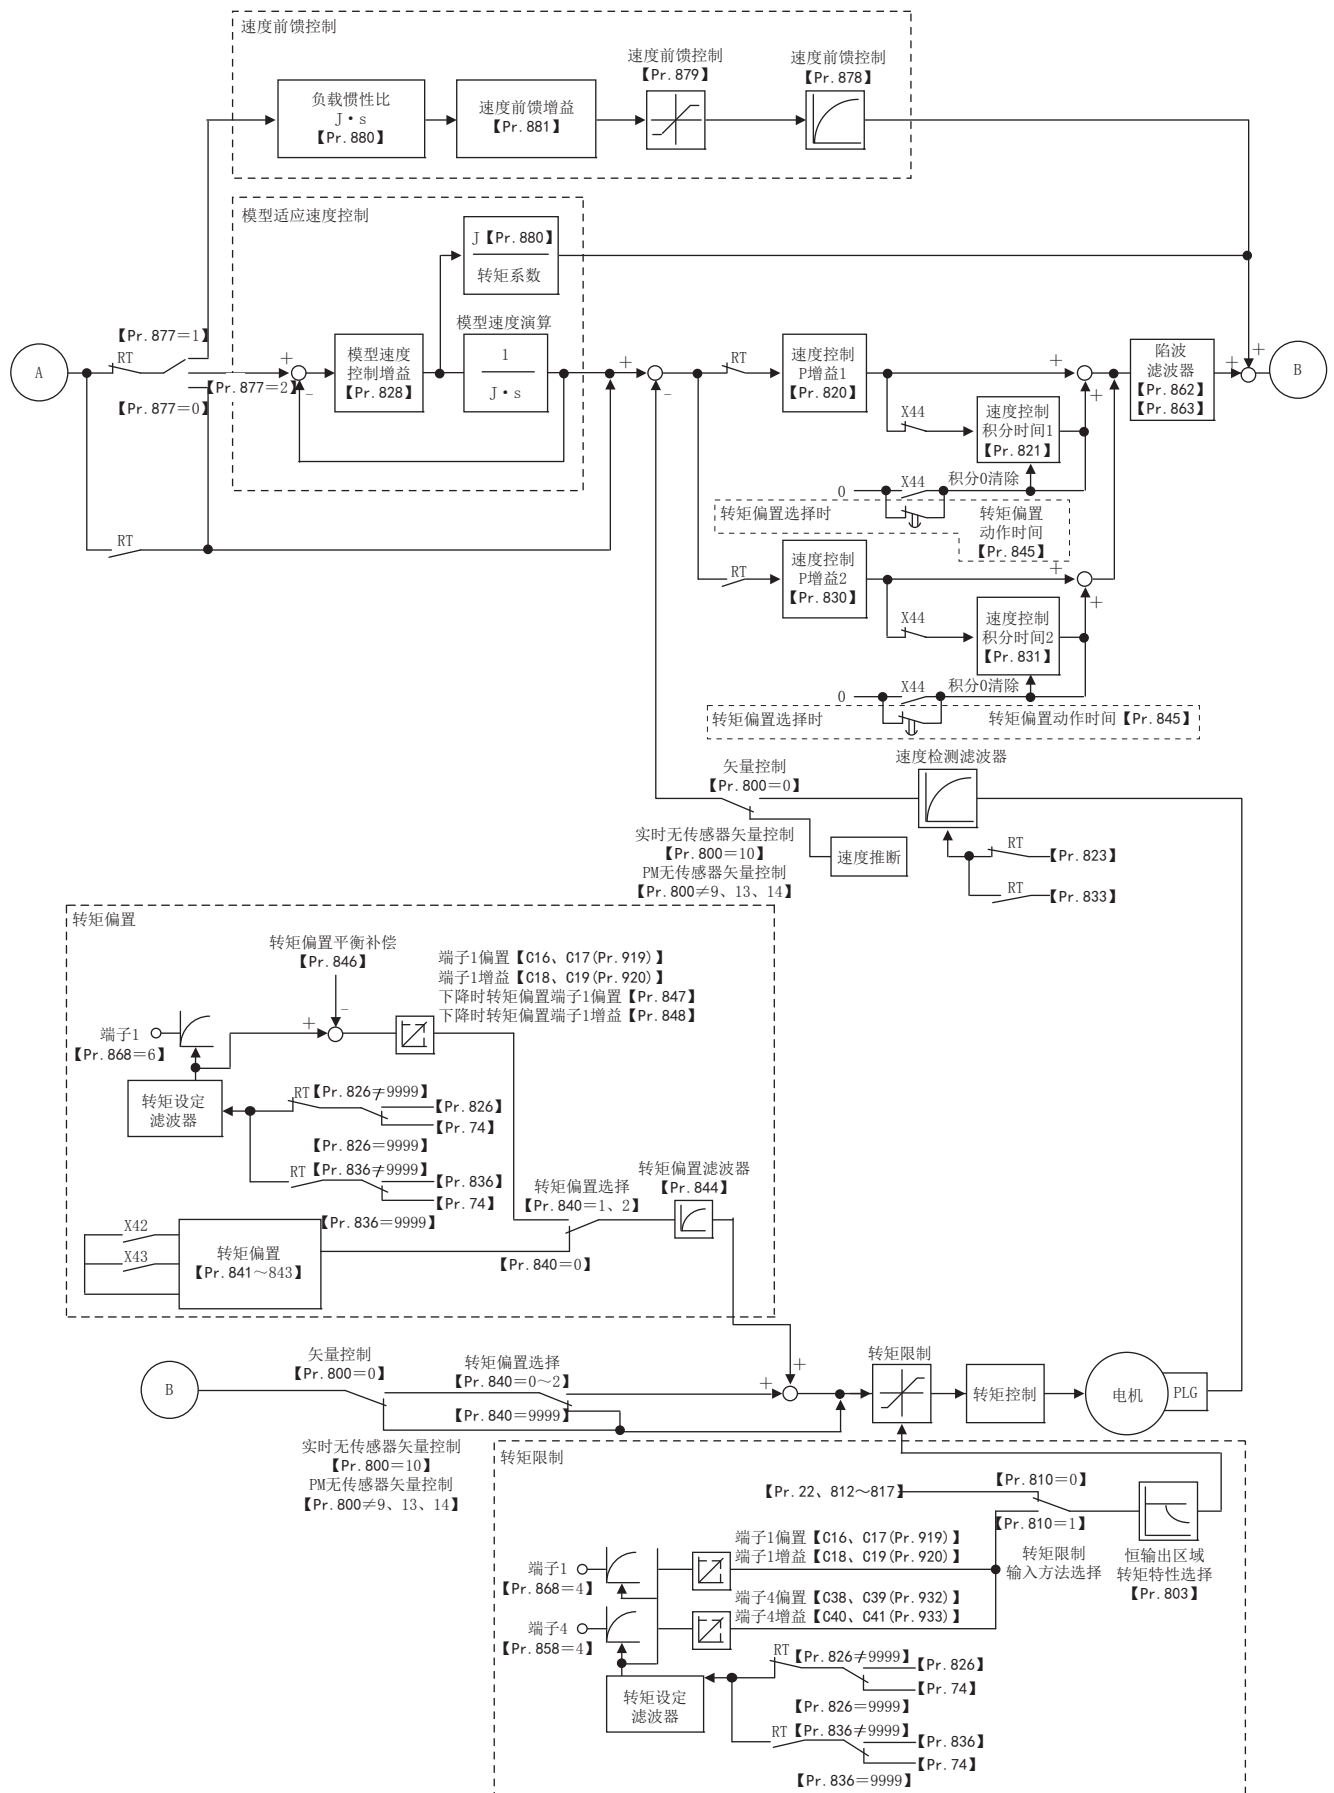 速度前馈控制
速度前馈控制
【Pr.879】
速度前馈控制
【Pr.878】
负载惯性比
J・s
【Pr.880】
速度前馈增益
【Pr.881】
模型适应速度控制
J【Pr.880】
转矩系数
模型速度演算
【Pr.877＝1】
RT
A
【Pr.877＝2】
【Pr.877＝0】
RT
+
-
模型速度
控制增益
【Pr.828】
1
J・s
+
-
RT
速度控制
P增益1
【Pr.820】
+
+
X44
速度控制
积分时间1
【Pr.821】
陷波
滤波器
【Pr.862】
【Pr.863】
+
+
B
0
X44
积分0清除
转矩偏置选择时
转矩偏置
动作时间
【Pr.845】
RT
速度控制
P增益2
【Pr.830】
+
+
X44
速度控制
积分时间2
【Pr.831】
0
X44
积分0清除
转矩偏置选择时
转矩偏置动作时间【Pr.845】
矢量控制
【Pr.800＝0】
速度检测滤波器
实时无传感器矢量控制
【Pr.800＝10】
PM无传感器矢量控制
【Pr.800≠9、13、14】
速度推断
RT
【Pr.823】
RT
【Pr.833】
转矩偏置
转矩偏置平衡补偿
【Pr.846】
端子1偏置【C16、C17(Pr.919)】
端子1增益【C18、C19(Pr.920)】
下降时转矩偏置端子1偏置【Pr.847】
下降时转矩偏置端子1增益【Pr.848】
端子1
【Pr.868＝6】
+
-
转矩设定
滤波器
RT【Pr.826≠9999】
【Pr.826】
【Pr.74】
【Pr.826＝9999】
RT【Pr.836≠9999】
【Pr.836】
【Pr.74】
【Pr.836＝9999】
X42
X43
转矩偏置
【Pr.841～843】
转矩偏置选择
【Pr.840＝1、2】
【Pr.840＝0】
转矩偏置滤波器
【Pr.844】
B
矢量控制
【Pr.800＝0】
转矩偏置选择
【Pr.840＝0～2】
【Pr.840＝9999】
+
+
转矩限制
转矩控制
电机
PLG
实时无传感器矢量控制
【Pr.800＝10】
PM无传感器矢量控制
【Pr.800≠9、13、14】
转矩限制
【Pr.22、812～817】
【Pr.810＝0】
【Pr.810＝1】
转矩限制
输入方法选择
恒输出区域
转矩特性选择
【Pr.803】
端子1偏置【C16、C17(Pr.919)】
端子1增益【C18、C19(Pr.920)】
端子1
【Pr.868＝4】
端子4偏置【C38、C39(Pr.932)】
端子4增益【C40、C41(Pr.933)】
端子4
【Pr.858＝4】
转矩设定
滤波器
RT【Pr.826≠9999】
【Pr.826】
【Pr.74】
【Pr.826＝9999】
RT【Pr.836≠9999】
【Pr.836】
【Pr.74】
【Pr.836＝9999】